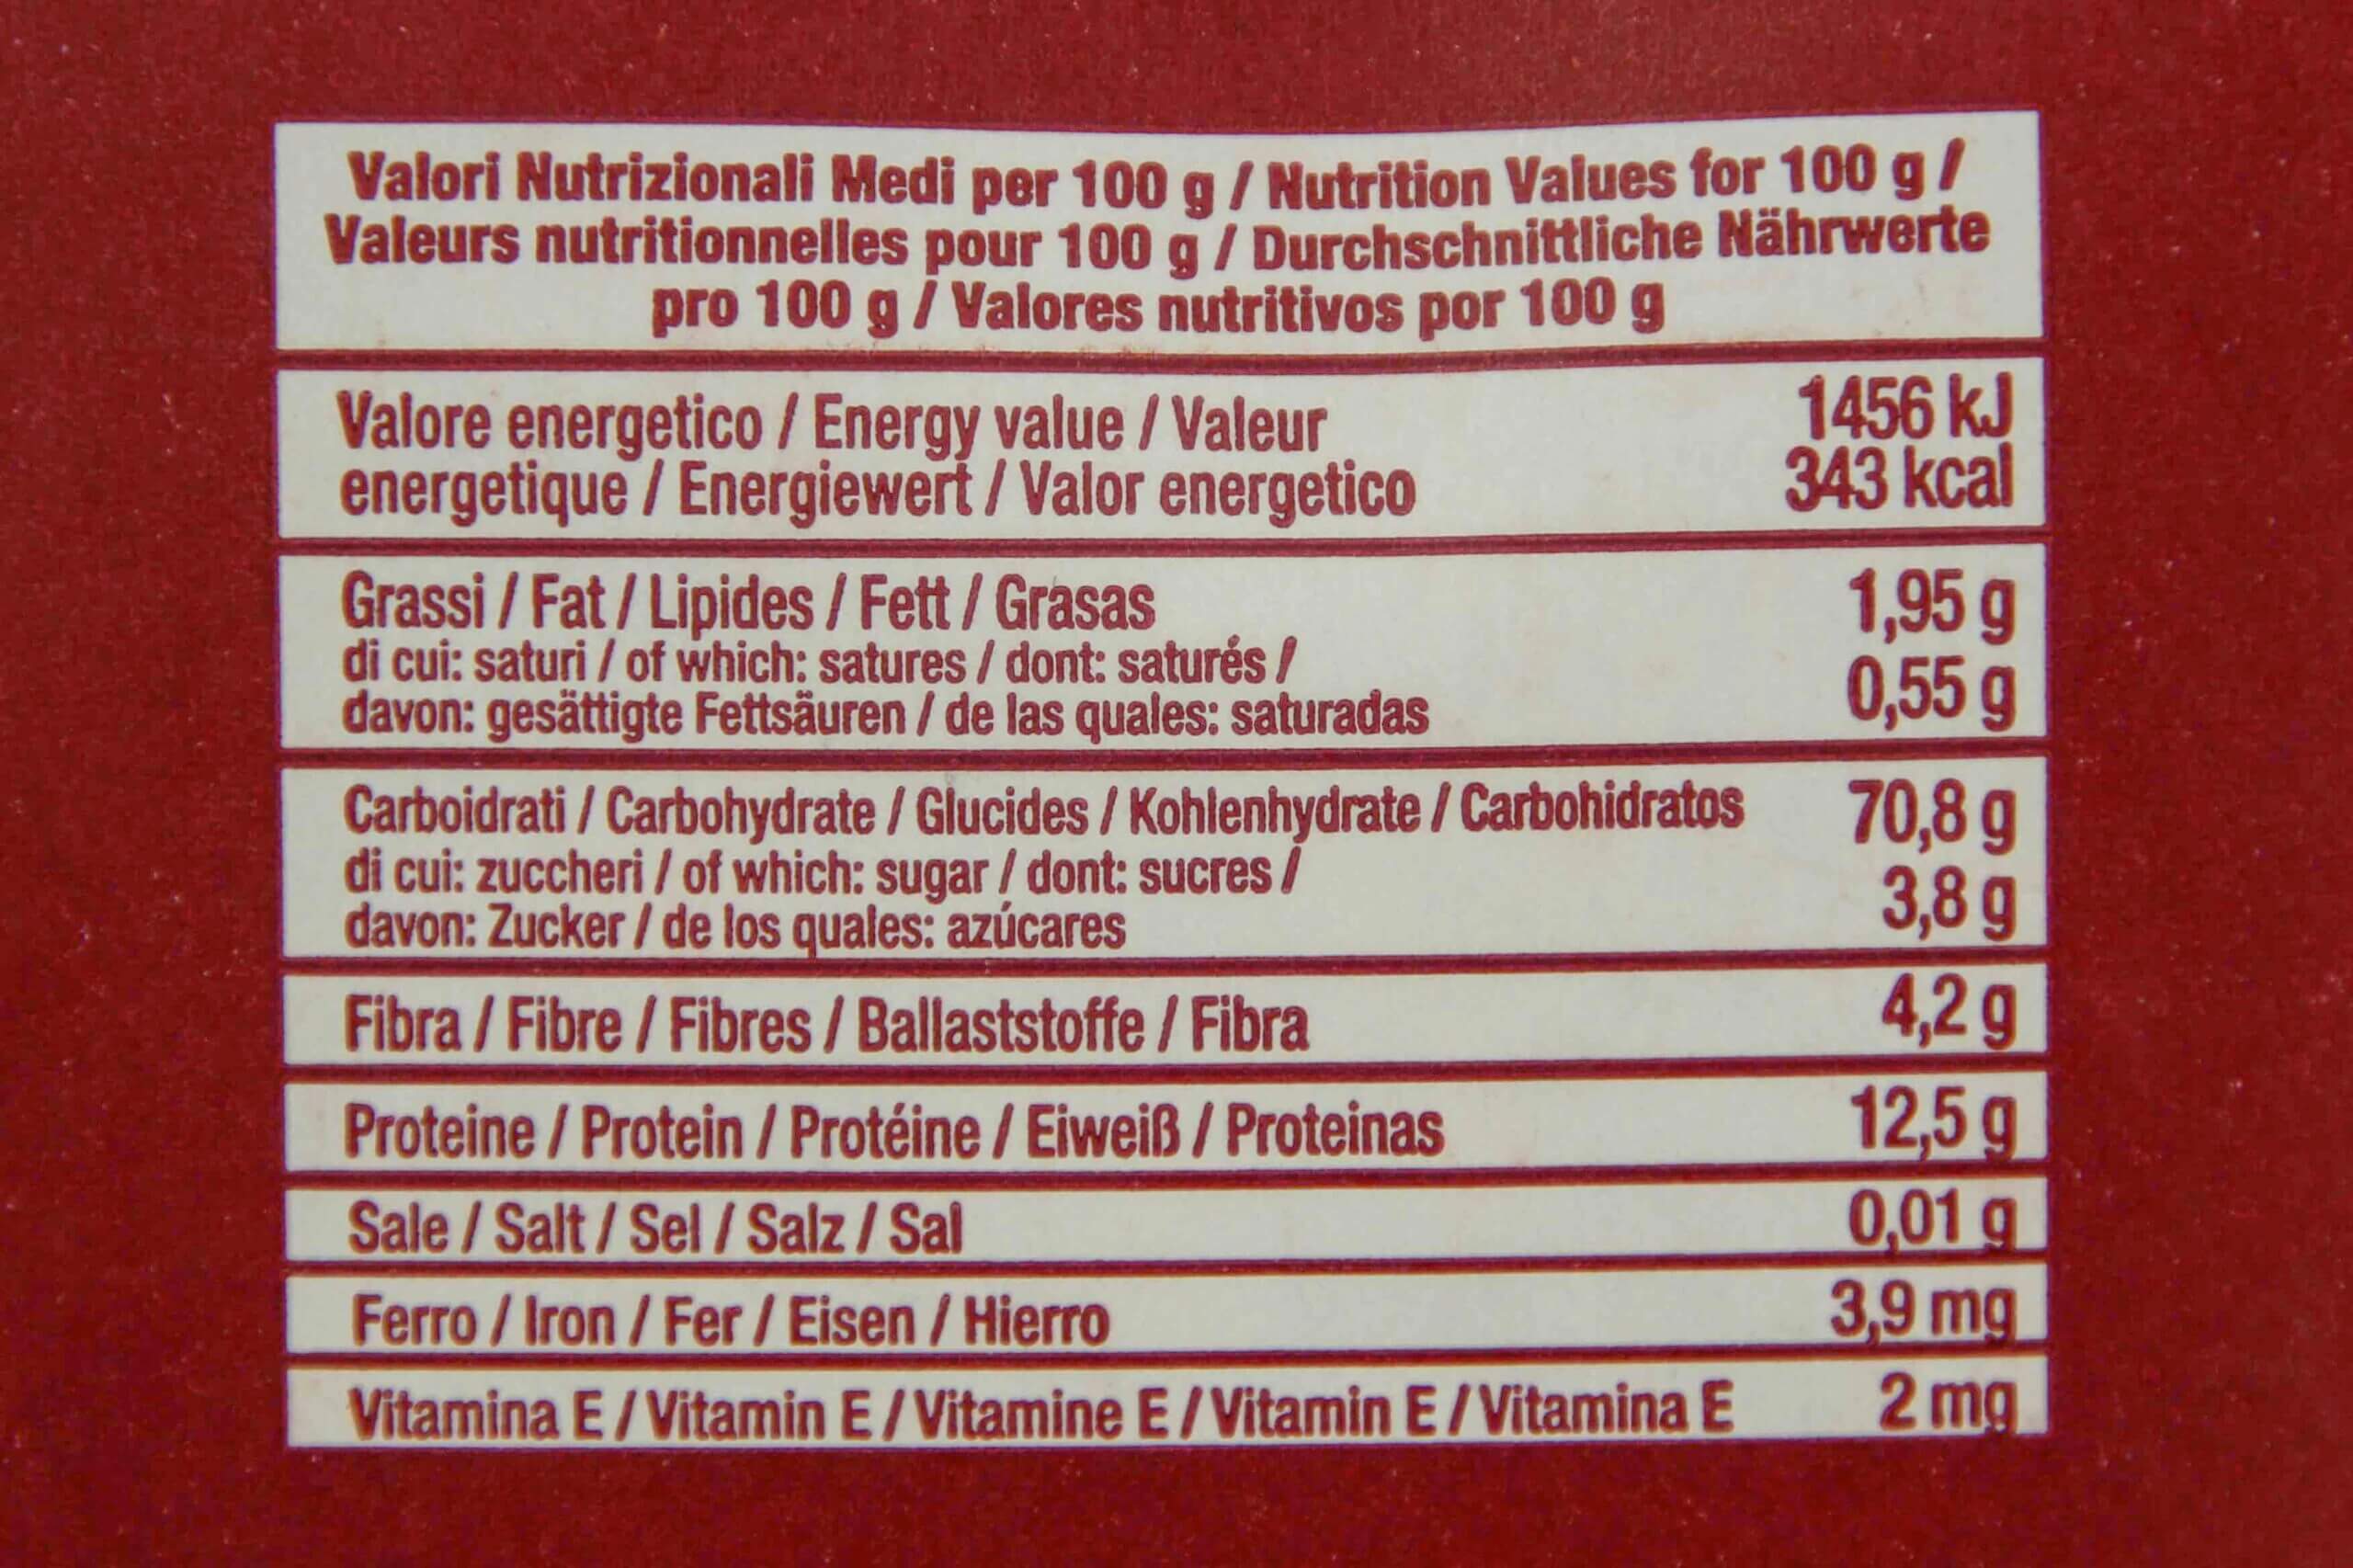 Valori Nutrizionali Medi per 100 g / Nutrition Values for 100 g /
Valeurs nutritionnelles pour 100 g / Durchschnittliche Nährwerte
pro 100 g / Valores nutritivos por 100 g
Valore energetico / Energy value / Valeur 1456 kJ
energetique / Energiewert / Valor energetico 343 kcal
Grassi / Fat / Lipides / Fett / Grasas 1,95 g
di cui: saturi / of which: satures / dont: saturés /
davon: gesättigte Fettsäuren / de las quales: saturadas 0,55 g
Carboidrati / Carbohydrate / Glucides / Kohlenhydrate / Carbohidratos 70,8 g
di cui: zuccheri / of which: sugar / dont: sucres /
davon: Zucker / de los quales: azúcares 3,8 g
Fibra / Fibre / Fibres / Ballaststoffe / Fibra 4,2 g
Proteine / Protein / Protéine / Eiweiß / Proteinas 12,5 g
Sale / Salt / Sel / Salz / Sal 0,01 g
Ferro / Iron / Fer / Eisen / Hierro 3,9 mg
Vitamina E / Vitamin E / Vitamine E / Vitamin E / Vitamina E 2 mg